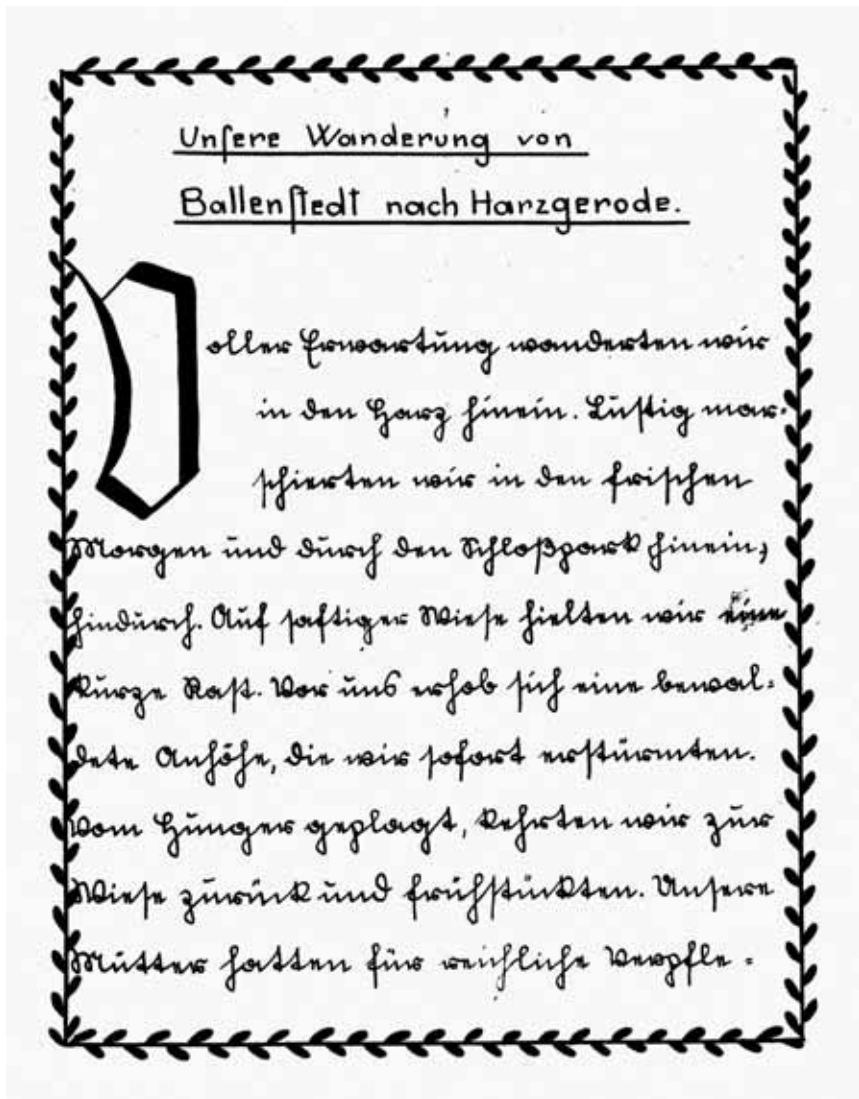 Unsere Wanderung von
Ballenstedt nach Harzgerode.
Voller Erwartung wanderten wir
in den Harz hinein. Lustig mar-
schierten wir in den frischen
Morgen und durch den Schloßpark hinein,
hindurch. Auf saftiger Wiese hielten wir eine
kurze Rast. Vor uns erhob sich eine bewal-
dete Anhöhe, die wir sofort erstürmten.
Vom Hunger geplagt, kehrten wir zur
Wiese zurück und frühstückten. Unsere
Mütter hatten für reichliche Verpfle-